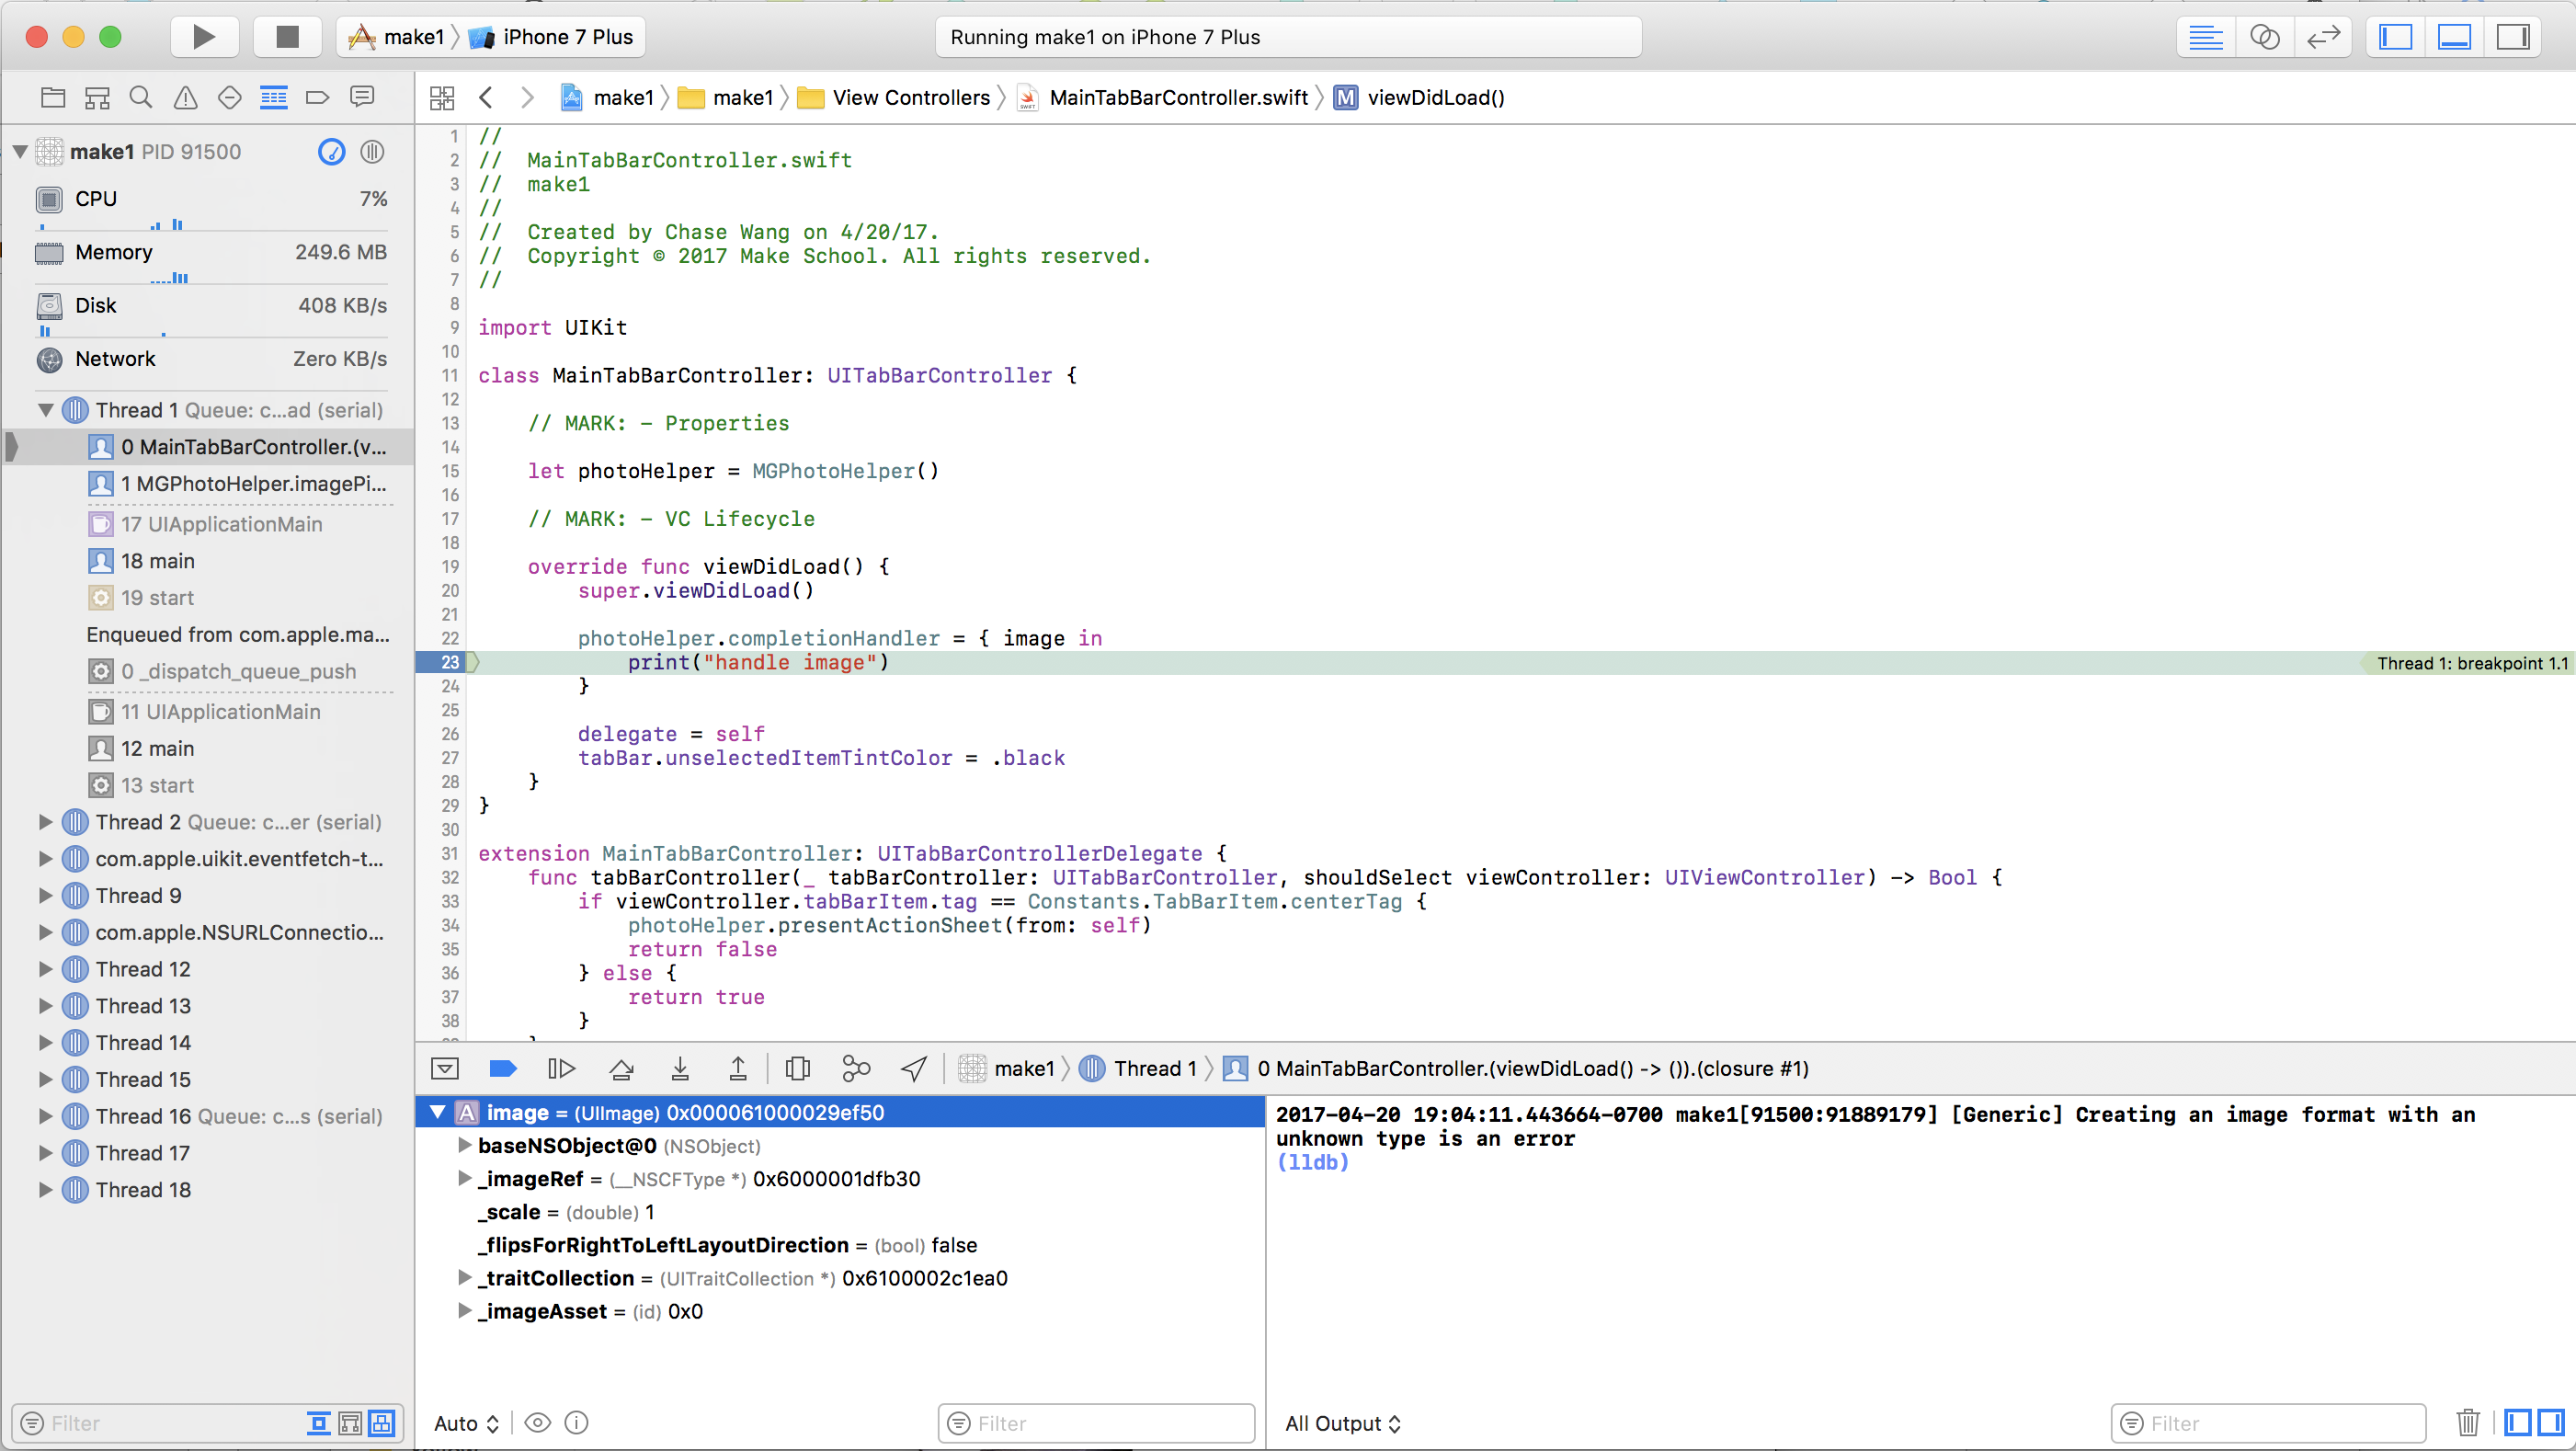 make1 iPhone 7 Plus
Running make1 on iPhone 7 Plus
make1 PID 91500
CPU 7%
Memory 249.6 MB
Disk 408 KB/s
Network Zero KB/s
Thread 1 Queue: c...ad (serial)
0 MainTabBarController.(v...
1 MGPhotoHelper.imagePi...
17 UIApplicationMain
18 main
19 start
Enqueued from com.apple.ma...
0 _dispatch_queue_push
11 UIApplicationMain
12 main
13 start
Thread 2 Queue: c...er (serial)
com.apple.uikit.eventfetch-t...
Thread 9
com.apple.NSURLConnectio...
Thread 12
Thread 13
Thread 14
Thread 15
Thread 16 Queue: c...s (serial)
Thread 17
Thread 18
Filter
make1 make1 View Controllers MainTabBarController.swift M viewDidLoad()
1 //
2 //  MainTabBarController.swift
3 //  make1
4 //
5 //  Created by Chase Wang on 4/20/17.
6 //  Copyright © 2017 Make School. All rights reserved.
7 //
8
9 import UIKit
10
11 class MainTabBarController: UITabBarController {
12
13     // MARK: - Properties
14
15     let photoHelper = MGPhotoHelper()
16
17     // MARK: - VC Lifecycle
18
19     override func viewDidLoad() {
20         super.viewDidLoad()
21
22         photoHelper.completionHandler = { image in
23             print("handle image") Thread 1: breakpoint 1.1
24         }
25
26         delegate = self
27         tabBar.unselectedItemTintColor = .black
28     }
29 }
30
31 extension MainTabBarController: UITabBarControllerDelegate {
32     func tabBarController(_ tabBarController: UITabBarController, shouldSelect viewController: UIViewController) -> Bool {
33         if viewController.tabBarItem.tag == Constants.TabBarItem.centerTag {
34             photoHelper.presentActionSheet(from: self)
35             return false
36         } else {
37             return true
38         }
make1 Thread 1 0 MainTabBarController.(viewDidLoad() -> ()).(closure #1)
A image = (UIImage) 0x000061000029ef50
baseNSObject@0 (NSObject)
_imageRef = (__NSCFType *) 0x6000001dfb30
_scale = (double) 1
_flipsForRightToLeftLayoutDirection = (bool) false
_traitCollection = (UITraitCollection *) 0x6100002c1ea0
_imageAsset = (id) 0x0
Auto Filter
2017-04-20 19:04:11.443664-0700 make1[91500:91889179] [Generic] Creating an image format with an
unknown type is an error
(lldb)
All Output Filter